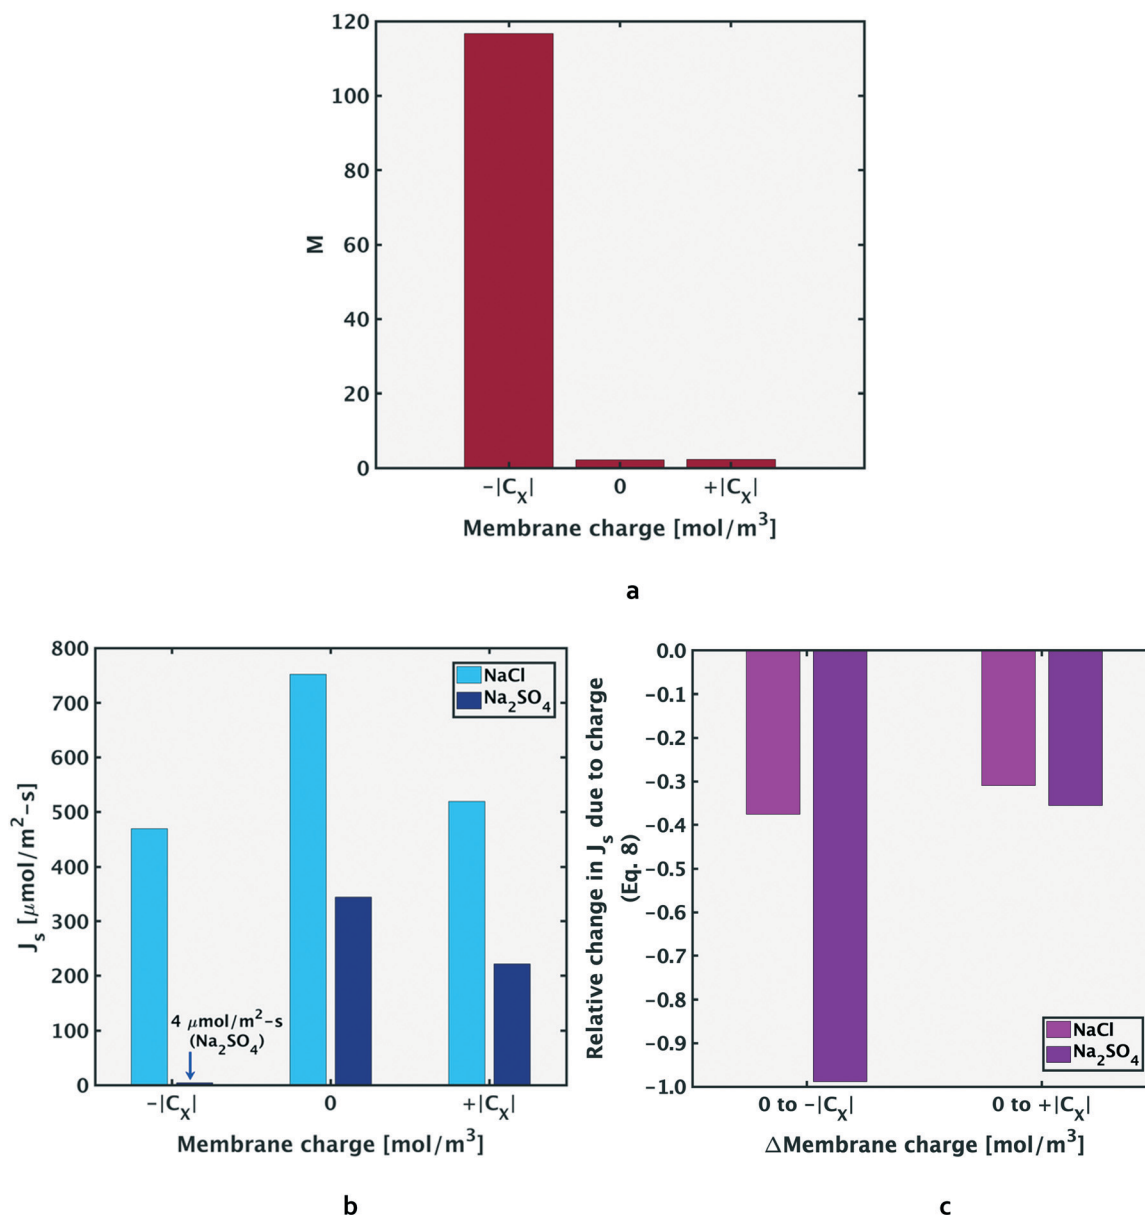 120
100
80
60
40
20
0
M
−|C_X| 0 +|C_X|
Membrane charge [mol/m³]
a
800
700
600
500
400
300
200
100
0
J_s [μmol/m²−s]
NaCl
Na₂SO₄
4 μmol/m²−s
(Na₂SO₄)
−|C_X| 0 +|C_X|
Membrane charge [mol/m³]
b
0.0
−0.1
−0.2
−0.3
−0.4
−0.5
−0.6
−0.7
−0.8
−0.9
−1.0
Relative change in J_s due to charge
(Eq. 8)
NaCl
Na₂SO₄
0 to −|C_X| 0 to +|C_X|
ΔMembrane charge [mol/m³]
c